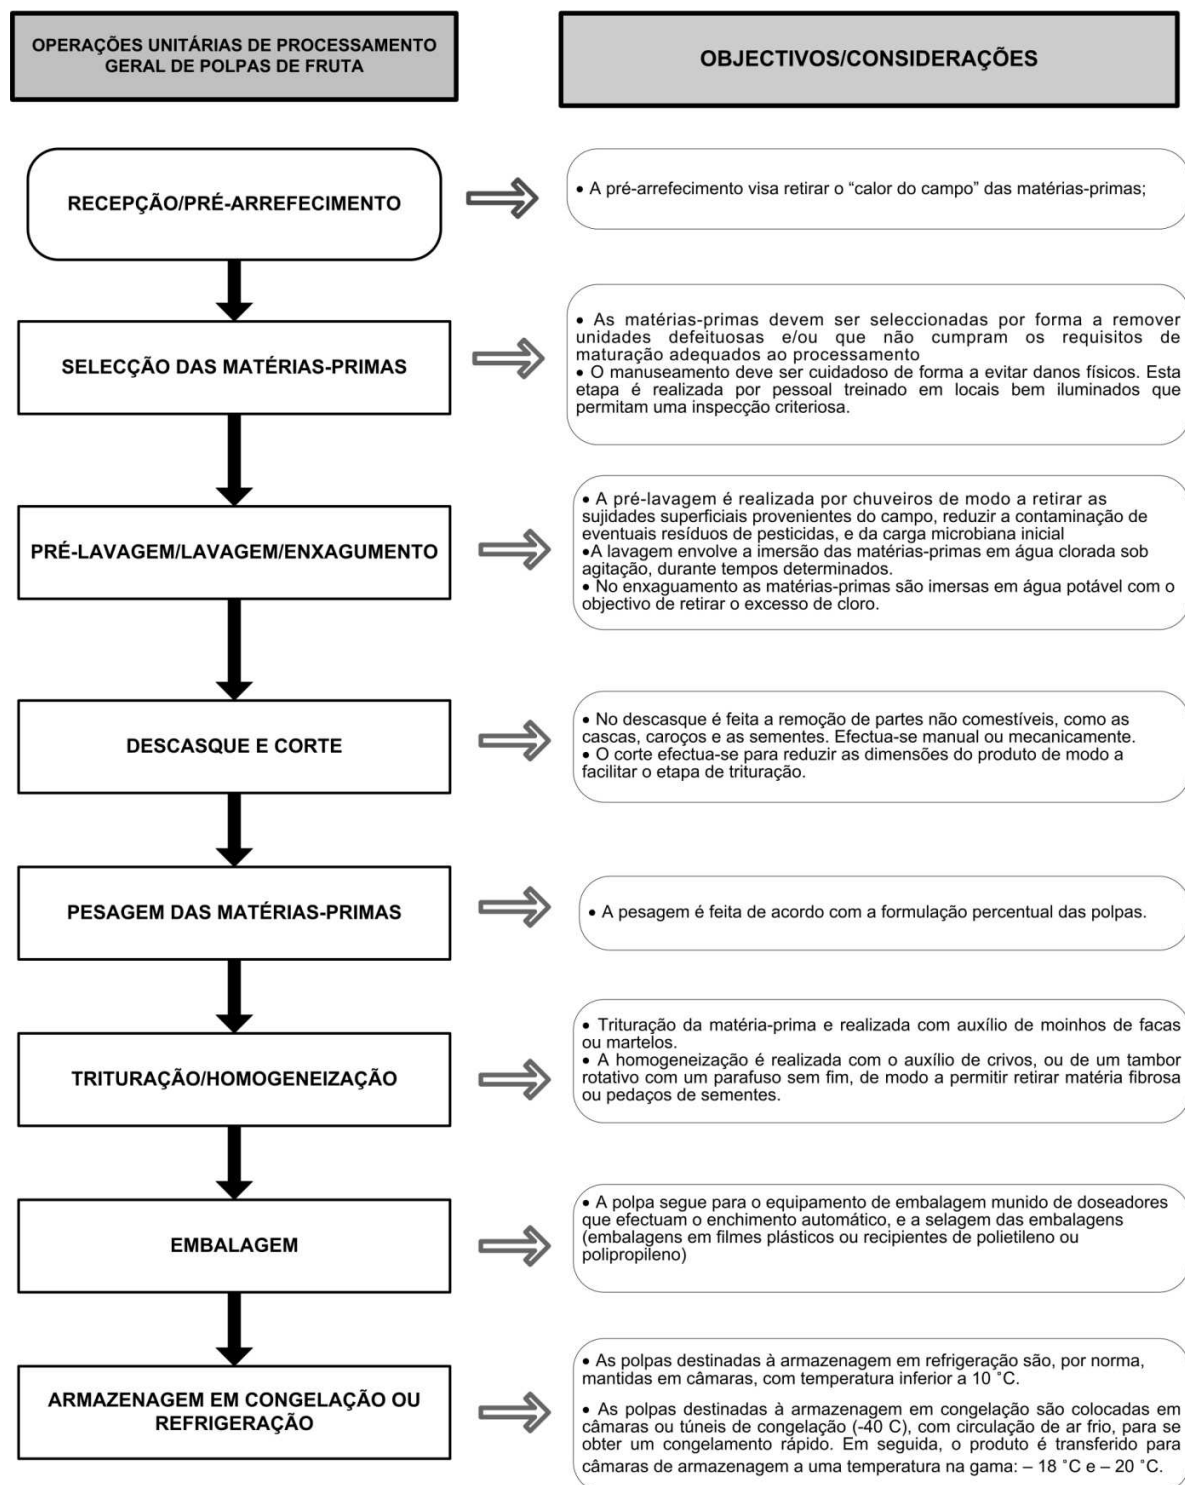 OPERAÇÕES UNITÁRIAS DE PROCESSAMENTO
GERAL DE POLPAS DE FRUTA
OBJECTIVOS/CONSIDERAÇÕES
RECEPÇÃO/PRÉ-ARREFECIMENTO
• A pré-arrefecimento visa retirar o “calor do campo” das matérias-primas;
SELECÇÃO DAS MATÉRIAS-PRIMAS
• As matérias-primas devem ser seleccionadas por forma a remover
unidades defeituosas e/ou que não cumpram os requisitos de
maturação adequados ao processamento
• O manuseamento deve ser cuidadoso de forma a evitar danos físicos. Esta
etapa é realizada por pessoal treinado em locais bem iluminados que
permitam uma inspecção criteriosa.
PRÉ-LAVAGEM/LAVAGEM/ENXAGUMENTO
• A pré-lavagem é realizada por chuveiros de modo a retirar as
sujidades superficiais provenientes do campo, reduzir a contaminação de
eventuais resíduos de pesticidas, e da carga microbiana inicial
•A lavagem envolve a imersão das matérias-primas em água clorada sob
agitação, durante tempos determinados.
• No enxaguamento as matérias-primas são imersas em água potável com o
objectivo de retirar o excesso de cloro.
DESCASQUE E CORTE
• No descasque é feita a remoção de partes não comestíveis, como as
cascas, caroços e as sementes. Efectua-se manual ou mecanicamente.
• O corte efectua-se para reduzir as dimensões do produto de modo a
facilitar o etapa de trituração.
PESAGEM DAS MATÉRIAS-PRIMAS
• A pesagem é feita de acordo com a formulação percentual das polpas.
TRITURAÇÃO/HOMOGENEIZAÇÃO
• Trituração da matéria-prima e realizada com auxílio de moinhos de facas
ou martelos.
• A homogeneização é realizada com o auxílio de crivos, ou de um tambor
rotativo com um parafuso sem fim, de modo a permitir retirar matéria fibrosa
ou pedaços de sementes.
EMBALAGEM
• A polpa segue para o equipamento de embalagem munido de doseadores
que efectuam o enchimento automático, e a selagem das embalagens
(embalagens em filmes plásticos ou recipientes de polietileno ou
polipropileno)
ARMAZENAGEM EM CONGELAÇÃO OU
REFRIGERAÇÃO
• As polpas destinadas à armazenagem em refrigeração são, por norma,
mantidas em câmaras, com temperatura inferior a 10 ˚C.
• As polpas destinadas à armazenagem em congelação são colocadas em
câmaras ou túneis de congelação (-40 C), com circulação de ar frio, para se
obter um congelamento rápido. Em seguida, o produto é transferido para
câmaras de armazenagem a uma temperatura na gama: – 18 ˚C e – 20 ˚C.